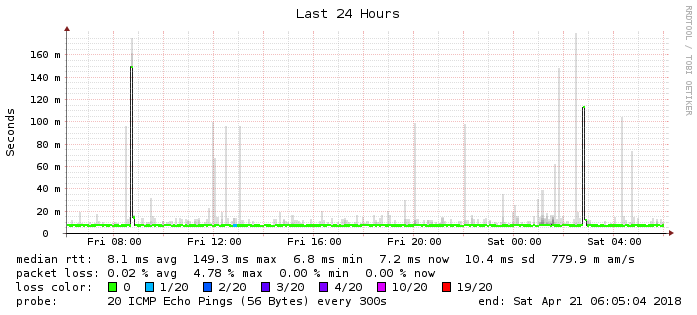 Last 24 Hours
RRDTOOL / TOBI OETIKER
Seconds
160 m
140 m
120 m
100 m
80 m
60 m
40 m
20 m
0
Fri 08:00 Fri 12:00 Fri 16:00 Fri 20:00 Sat 00:00 Sat 04:00
median rtt: 8.1 ms avg 149.3 ms max 6.8 ms min 7.2 ms now 10.4 ms sd 779.9 m am/s
packet loss: 0.02 % avg 4.78 % max 0.00 % min 0.00 % now
loss color: 0 1/20 2/20 3/20 4/20 10/20 19/20
probe: 20 ICMP Echo Pings (56 Bytes) every 300s end: Sat Apr 21 06:05:04 2018